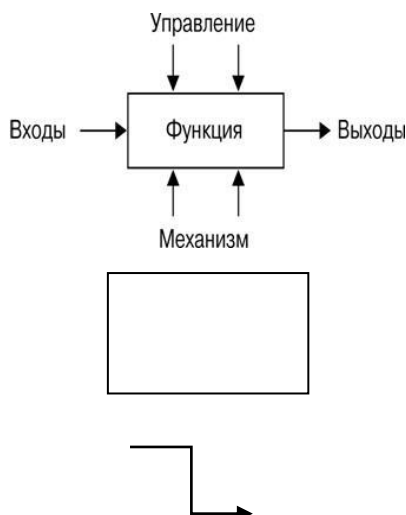 Управление
Входы
Функция
Выходы
Механизм